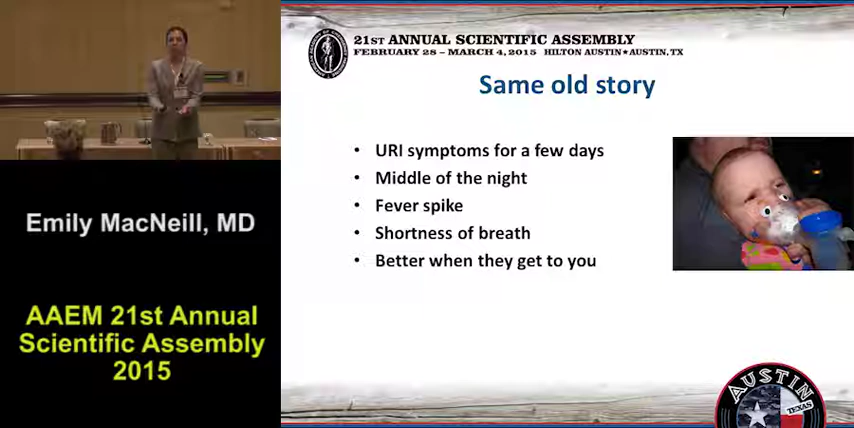 21ST ANNUAL SCIENTIFIC ASSEMBLY
FEBRUARY 28 – MARCH 4, 2015 HILTON AUSTIN★AUSTIN, TX
Same old story
• URI symptoms for a few days
• Middle of the night
• Fever spike
• Shortness of breath
• Better when they get to you
Emily MacNeill, MD
AAEM 21st Annual
Scientific Assembly
2015
AUSTIN
TEXAS